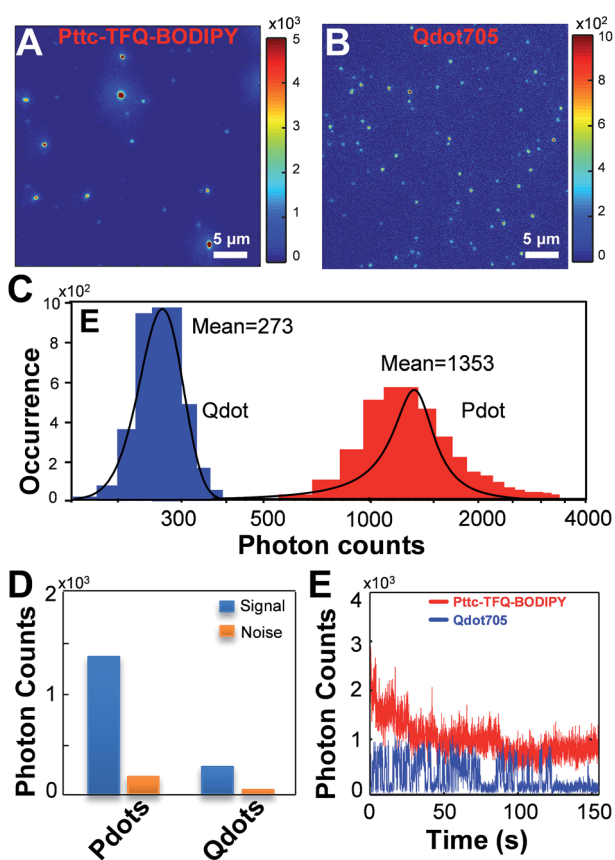 A
Pttc-TFQ-BODIPY
x10³
5
4
3
2
1
0
5 μm
B
Qdot705
x10²
10
8
6
4
2
0
5 μm
C
x10²
E
10
8
6
4
2
0
Occurrence
Mean=273
Qdot
Mean=1353
Pdot
300
500
1000
2000
4000
Photon counts
D
x10³
2
1
0
Photon Counts
Signal
Noise
Pdots
Qdots
E
x10³
4
3
2
1
0
Photon Counts
Pttc-TFQ-BODIPY
Qdot705
0
50
100
150
Time (s)